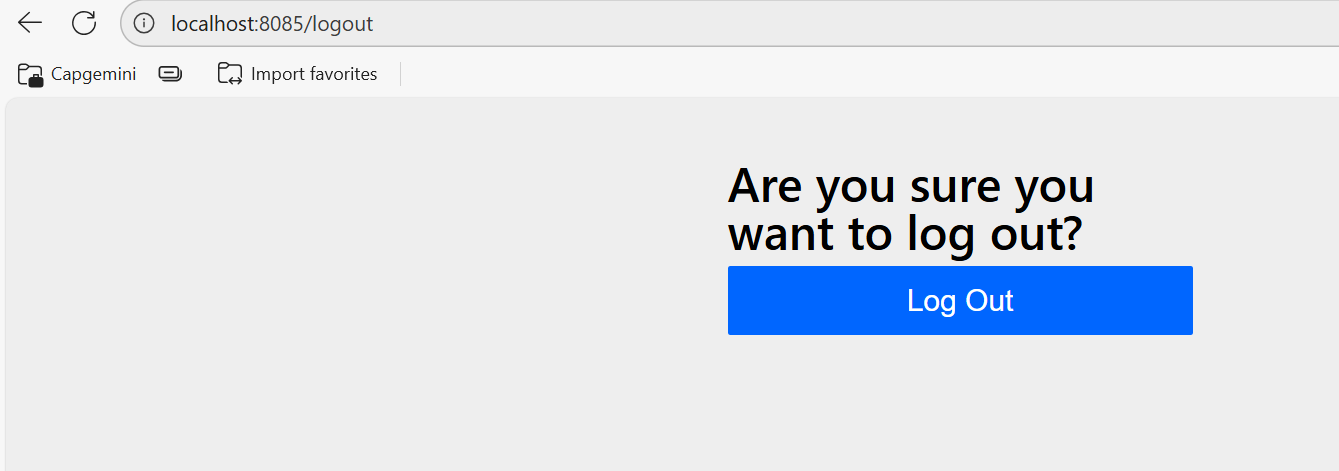 localhost:8085/logout
Capgemini
Import favorites
Are you sure you
want to log out?
Log Out